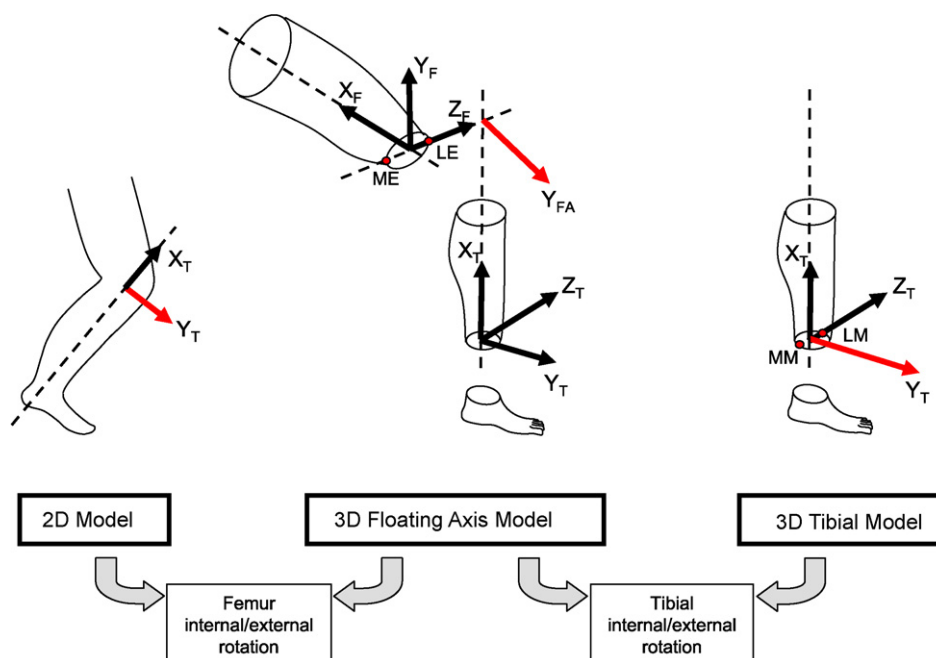 Y_F
X_F
Z_F
LE
ME
Y_FA
X_T
Y_T
X_T
Z_T
Y_T
X_T
Z_T
LM
MM
Y_T
2D Model
3D Floating Axis Model
3D Tibial Model
Femur
internal/external
rotation
Tibial
internal/external
rotation